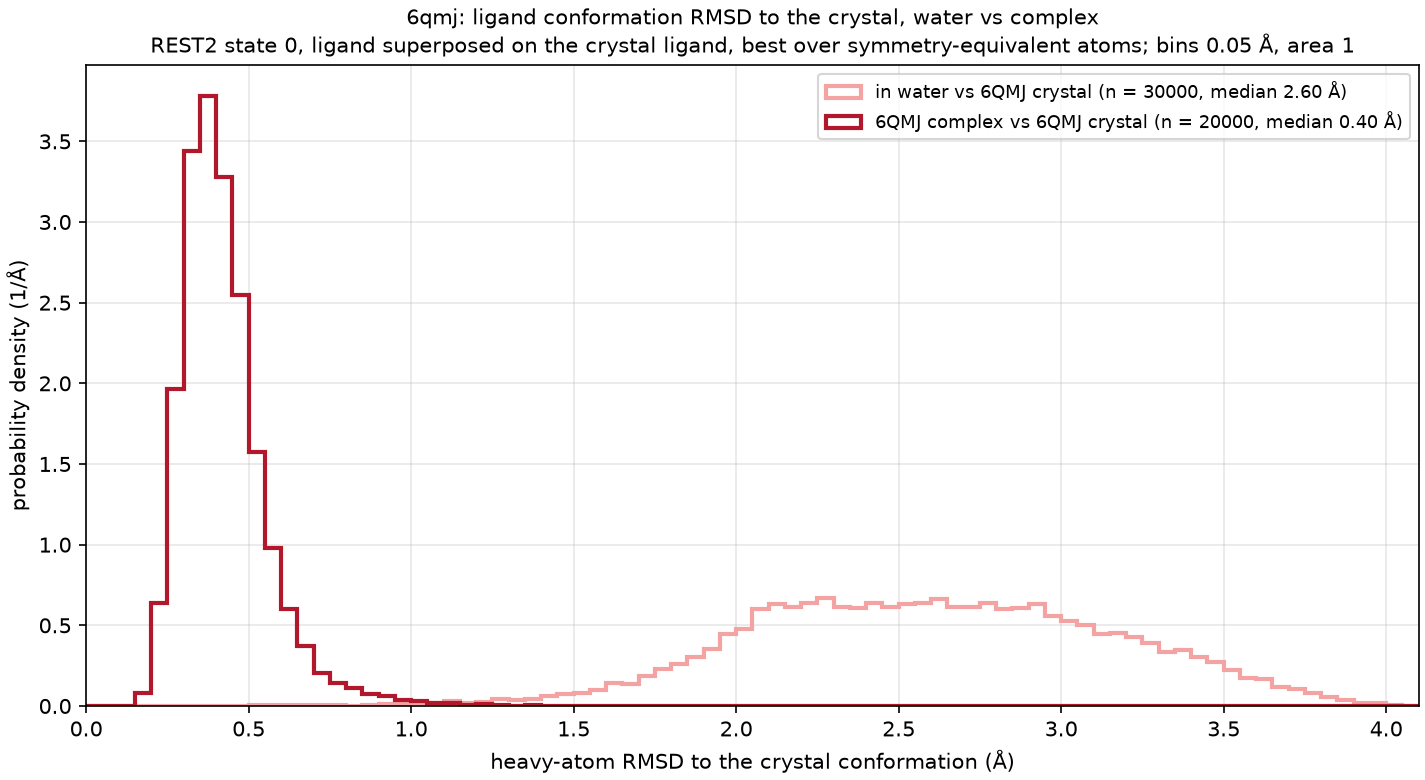 6qmj: ligand conformation RMSD to the crystal, water vs complex
REST2 state 0, ligand superposed on the crystal ligand, best over symmetry-equivalent atoms; bins 0.05 Å, area 1
in water vs 6QMJ crystal (n = 30000, median 2.60 Å)
6QMJ complex vs 6QMJ crystal (n = 20000, median 0.40 Å)
probability density (1/Å)
3.5
3.0
2.5
2.0
1.5
1.0
0.5
0.0
0.0 0.5 1.0 1.5 2.0 2.5 3.0 3.5 4.0
heavy-atom RMSD to the crystal conformation (Å)